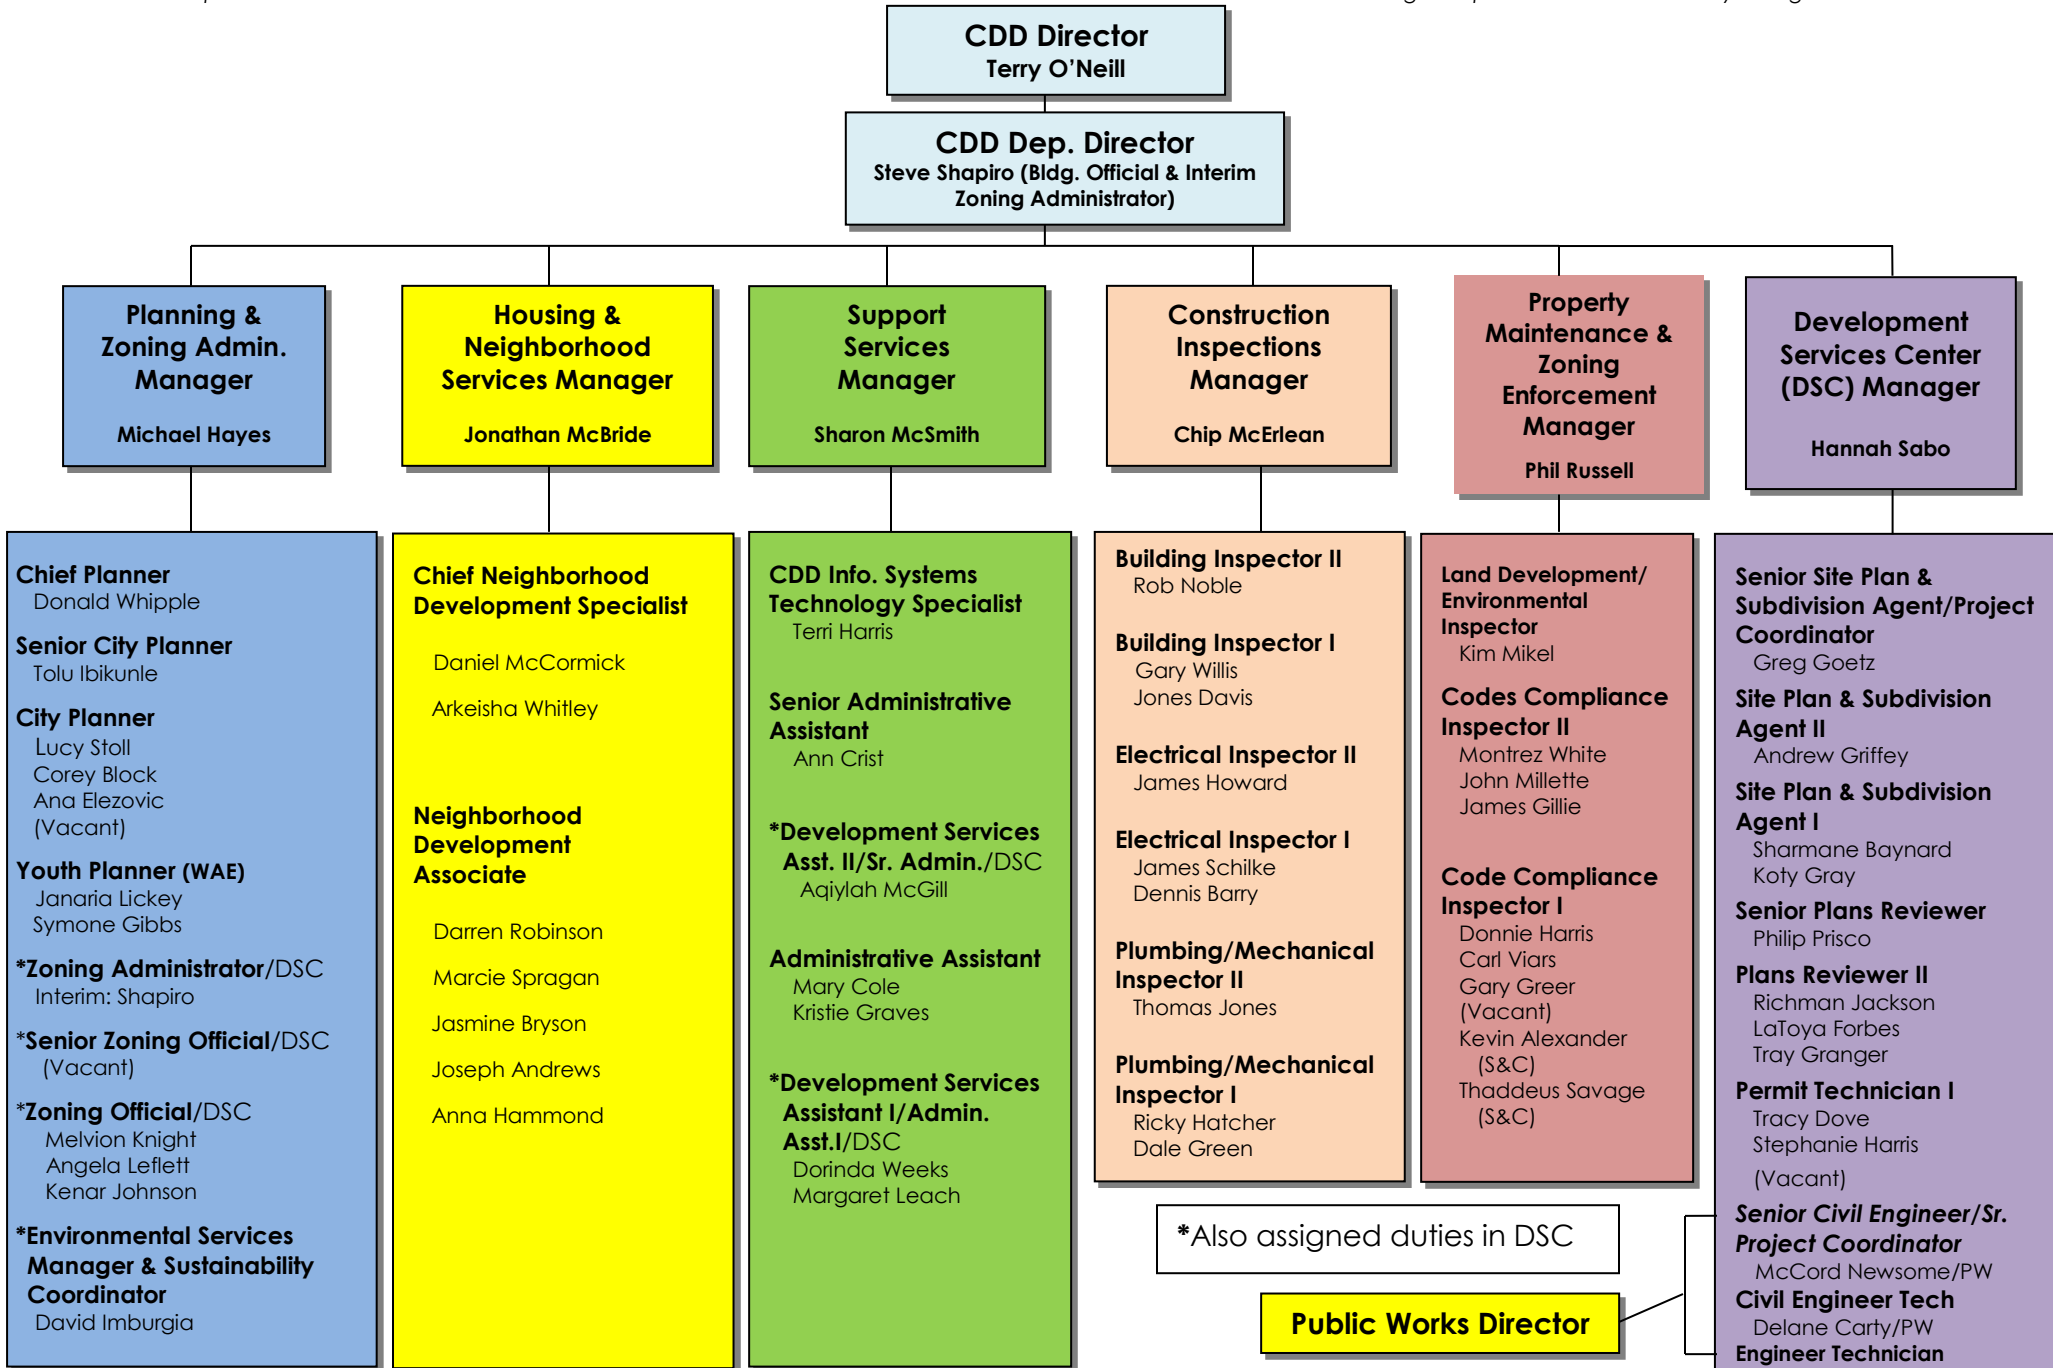 CDD Director
Terry O'Neill
CDD Dep. Director
Steve Shapiro (Bldg. Official & Interim
Zoning Administrator)
Planning &
Zoning Admin.
Manager
Michael Hayes
Housing &
Neighborhood
Services Manager
Jonathan McBride
Support
Services
Manager
Sharon McSmith
Construction
Inspections
Manager
Chip McErlean
Property
Maintenance &
Zoning
Enforcement
Manager
Phil Russell
Development
Services Center
(DSC) Manager
Hannah Sabo
Chief Planner
Donald Whipple
Senior City Planner
Tolu Ibikunle
City Planner
Lucy Stoll
Corey Block
Ana Elezovic
(Vacant)
Youth Planner (WAE)
Janaria Lickey
Symone Gibbs
*Zoning Administrator/DSC
Interim: Shapiro
*Senior Zoning Official/DSC
(Vacant)
*Zoning Official/DSC
Melvion Knight
Angela Leflett
Kenar Johnson
*Environmental Services
Manager & Sustainability
Coordinator
David Imburgia
Chief Neighborhood
Development Specialist
Daniel McCormick
Arkeisha Whitley
Neighborhood
Development
Associate
Darren Robinson
Marcie Spragan
Jasmine Bryson
Joseph Andrews
Anna Hammond
CDD Info. Systems
Technology Specialist
Terri Harris
Senior Administrative
Assistant
Ann Crist
*Development Services
Asst. II/Sr. Admin./DSC
Aqiylah McGill
Administrative Assistant
Mary Cole
Kristie Graves
*Development Services
Assistant I/Admin.
Asst.I/DSC
Dorinda Weeks
Margaret Leach
Building Inspector II
Rob Noble
Building Inspector I
Gary Willis
Jones Davis
Electrical Inspector II
James Howard
Electrical Inspector I
James Schilke
Dennis Barry
Plumbing/Mechanical
Inspector II
Thomas Jones
Plumbing/Mechanical
Inspector I
Ricky Hatcher
Dale Green
Land Development/
Environmental
Inspector
Kim Mikel
Codes Compliance
Inspector II
Montrez White
John Millette
James Gillie
Code Compliance
Inspector I
Donnie Harris
Carl Viars
Gary Greer
(Vacant)
Kevin Alexander
(S&C)
Thaddeus Savage
(S&C)
Senior Site Plan &
Subdivision Agent/Project
Coordinator
Greg Goetz
Site Plan & Subdivision
Agent II
Andrew Griffey
Site Plan & Subdivision
Agent I
Sharmane Baynard
Koty Gray
Senior Plans Reviewer
Philip Prisco
Plans Reviewer II
Richman Jackson
LaToya Forbes
Tray Granger
Permit Technician I
Tracy Dove
Stephanie Harris
(Vacant)
Senior Civil Engineer/Sr.
Project Coordinator
McCord Newsome/PW
Civil Engineer Tech
Delane Carty/PW
Engineer Technician
*Also assigned duties in DSC
Public Works Director